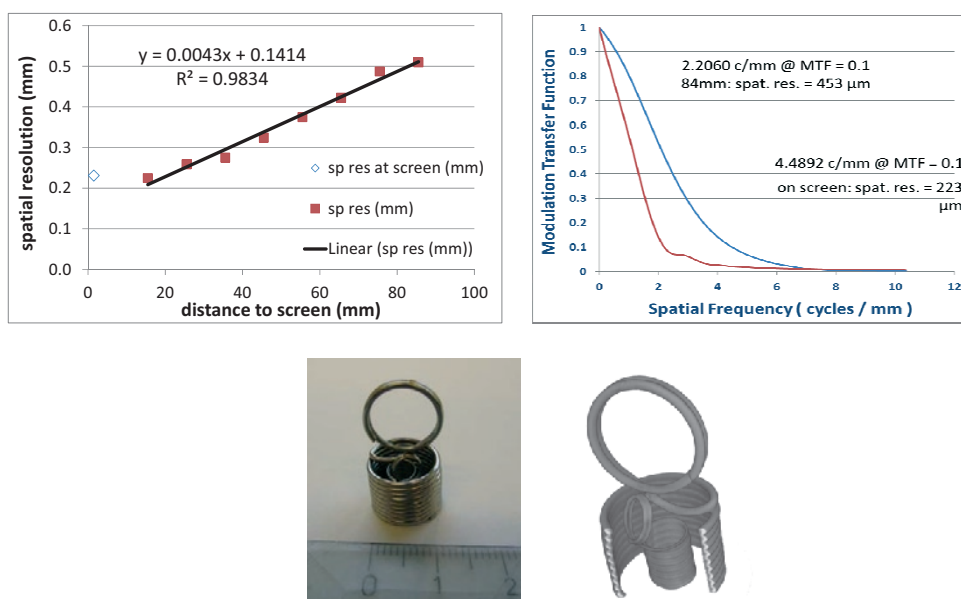 0.6
0.5
0.4
0.3
0.2
0.1
0.0
spatial resolution (mm)
y = 0.0043x + 0.1414
R² = 0.9834
sp res at screen (mm)
sp res (mm)
Linear (sp res (mm))
0 20 40 60 80 100
distance to screen (mm)
1
0.9
0.8
0.7
0.6
0.5
0.4
0.3
0.2
0.1
0
Modulation Transfer Function
2.2060 c/mm @ MTF = 0.1
84mm: spat. res. = 453 µm
4.4892 c/mm @ MTF = 0.1
on screen: spat. res. = 223
µm
0 2 4 6 8 10 12
Spatial Frequency ( cycles / mm )
0 1 2